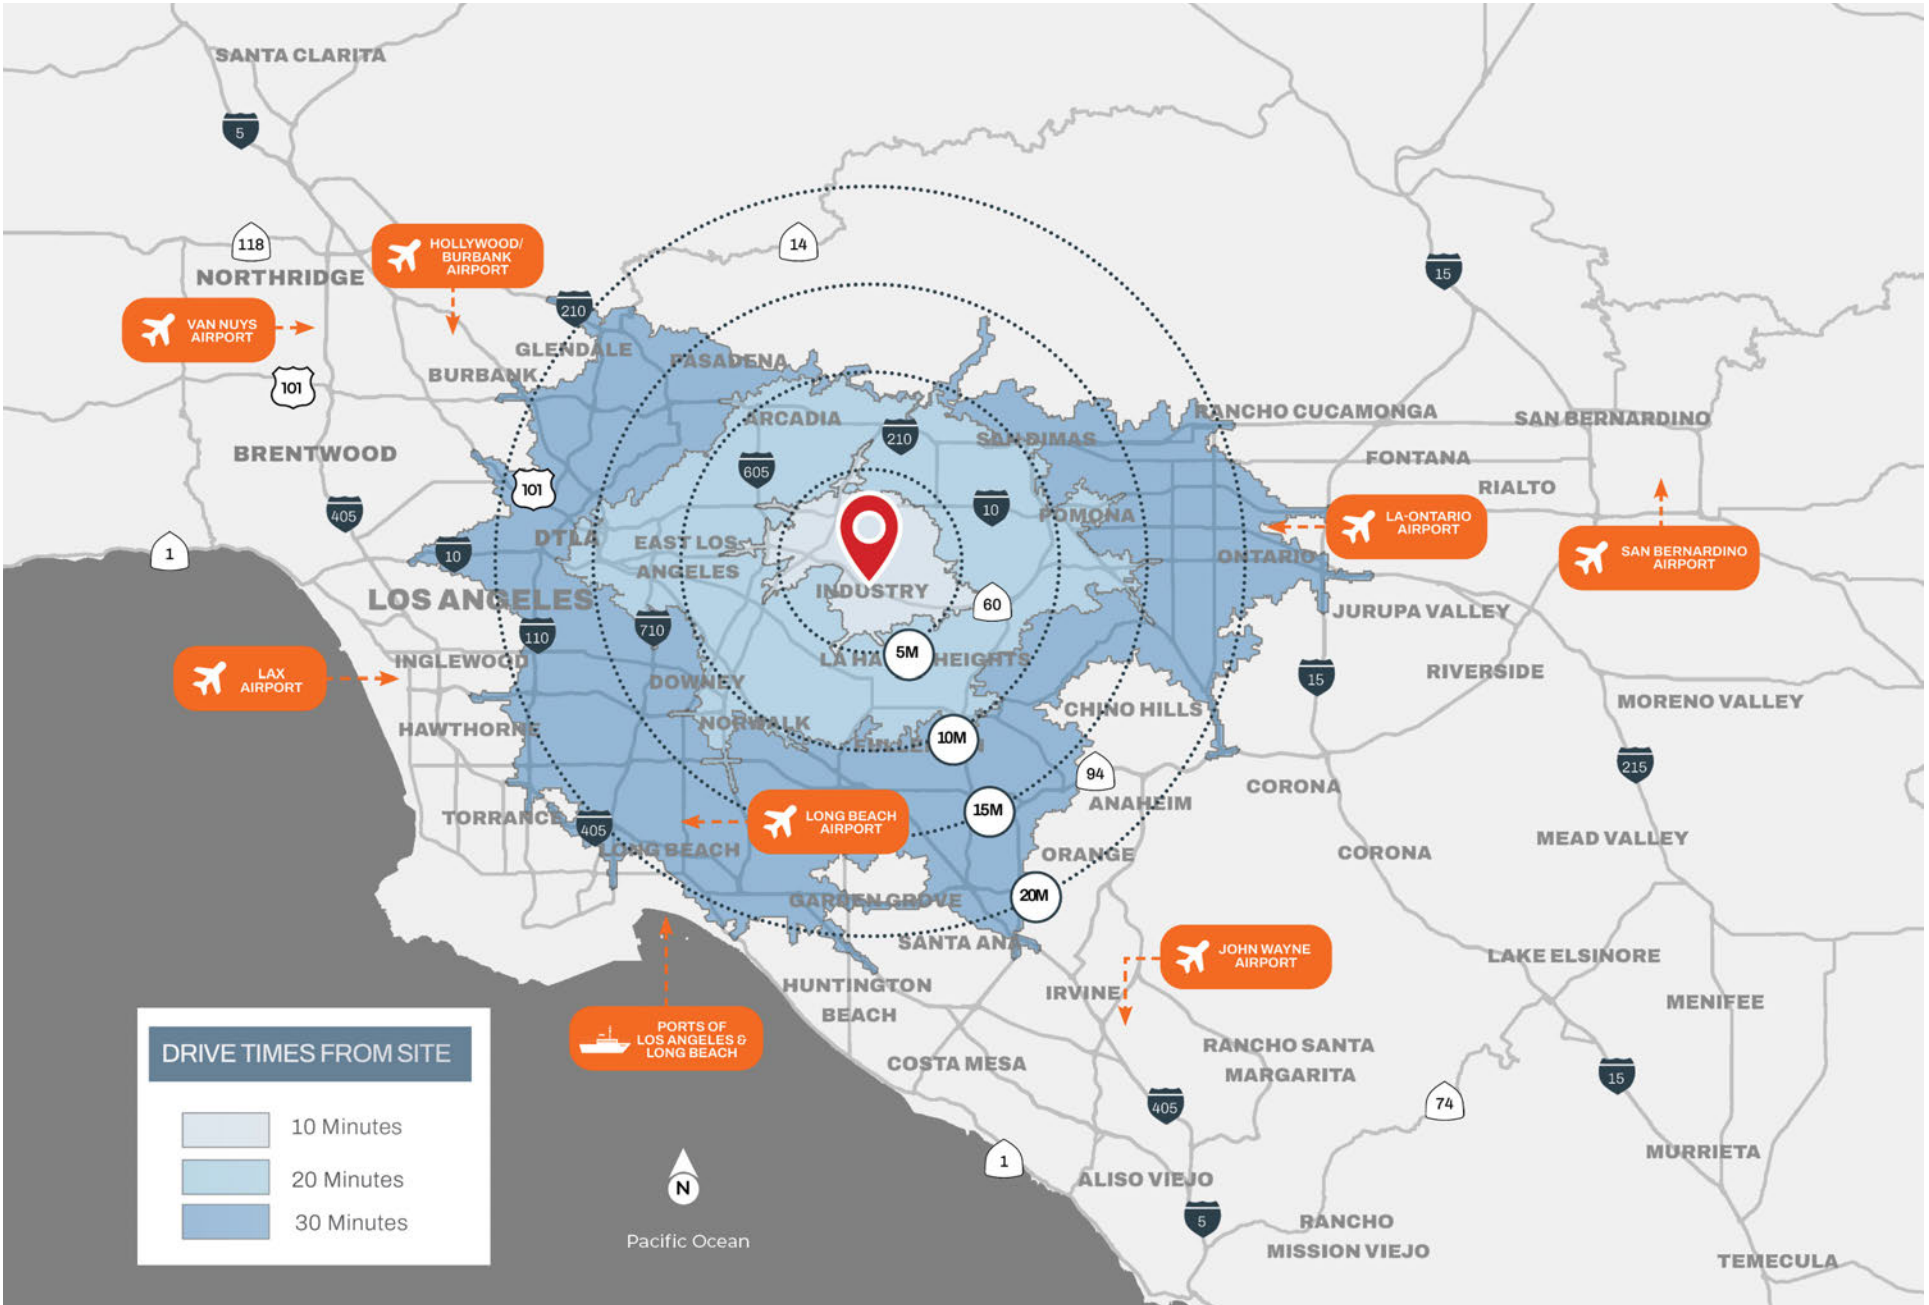 SANTA CLARITA
5
118
14
HOLLYWOOD/
BURBANK
AIRPORT
15
NORTHRIDGE
210
VAN NUYS
AIRPORT
GLENDALE
PASADENA
BURBANK
101
ARCADIA
RANCHO CUCAMONGA
SAN BERNARDINO
210
SAN DIMAS
BRENTWOOD
FONTANA
605
RIALTO
101
405
10
POMONA
LA-ONTARIO
AIRPORT
DTLA
EAST LOS
ANGELES
1
10
ONTARIO
SAN BERNARDINO
AIRPORT
INDUSTRY
LOS ANGELES
60
JURUPA VALLEY
710
110
5M
LA HA HEIGHTS
INGLEWOOD
LAX
AIRPORT
DOWNEY
15
RIVERSIDE
MORENO VALLEY
CHINO HILLS
NORWALK
HAWTHORNE
10M
94
215
CORONA
ANAHEIM
15M
TORRANCE
LONG BEACH
AIRPORT
405
MEAD VALLEY
LONG BEACH
ORANGE
CORONA
GARDEN GROVE
20M
SANTA ANA
JOHN WAYNE
AIRPORT
LAKE ELSINORE
HUNTINGTON
BEACH
IRVINE
MENIFEE
PORTS OF
LOS ANGELES &
LONG BEACH
RANCHO SANTA
MARGARITA
COSTA MESA
15
405
74
DRIVE TIMES FROM SITE
10 Minutes
20 Minutes
30 Minutes
1
MURRIETA
N
ALISO VIEJO
5
RANCHO
MISSION VIEJO
Pacific Ocean
TEMECULA